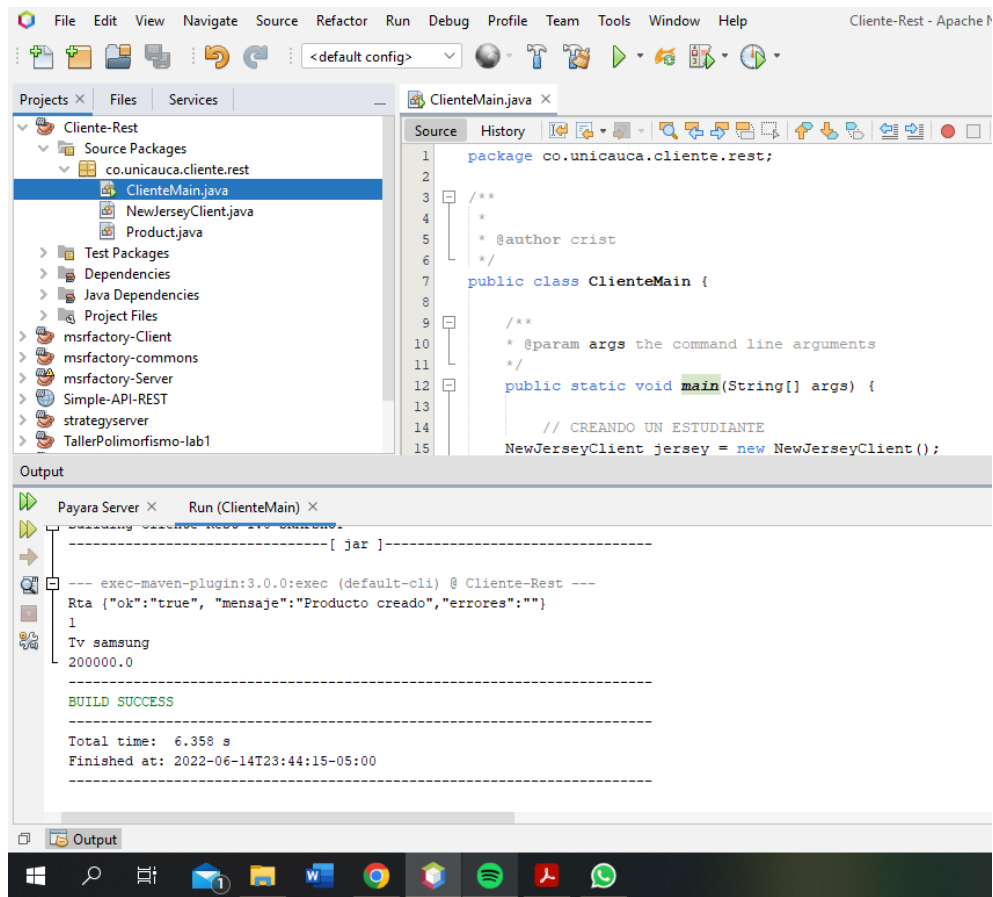 File Edit View Navigate Source Refactor Run Debug Profile Team Tools Window Help Cliente-Rest - Apache N
<default config>
Projects Files Services
Cliente-Rest
Source Packages
co.unicauca.cliente.rest
ClienteMain.java
NewJerseyClient.java
Product.java
Test Packages
Dependencies
Java Dependencies
Project Files
msrfactory-Client
msrfactory-commons
msrfactory-Server
Simple-API-REST
strategyserver
TallerPolimorfismo-lab1
ClienteMain.java
Source History
1 package co.unicauca.cliente.rest;
2
3 /**
4 *
5 * @author crist
6 */
7 public class ClienteMain {
8
9 /**
10 * @param args the command line arguments
11 */
12 public static void main(String[] args) {
13
14 // CREANDO UN ESTUDIANTE
15 NewJerseyClient jersey = new NewJerseyClient();
Output
Payara Server Run (ClienteMain)
--------------------------------[ jar ]---------------------------------
--- exec-maven-plugin:3.0.0:exec (default-cli) @ Cliente-Rest ---
Rta {"ok":"true", "mensaje":"Producto creado","errores":""}
1
Tv samsung
200000.0
------------------------------------------------------------------------
BUILD SUCCESS
------------------------------------------------------------------------
Total time: 6.358 s
Finished at: 2022-06-14T23:44:15-05:00
------------------------------------------------------------------------
Output
1